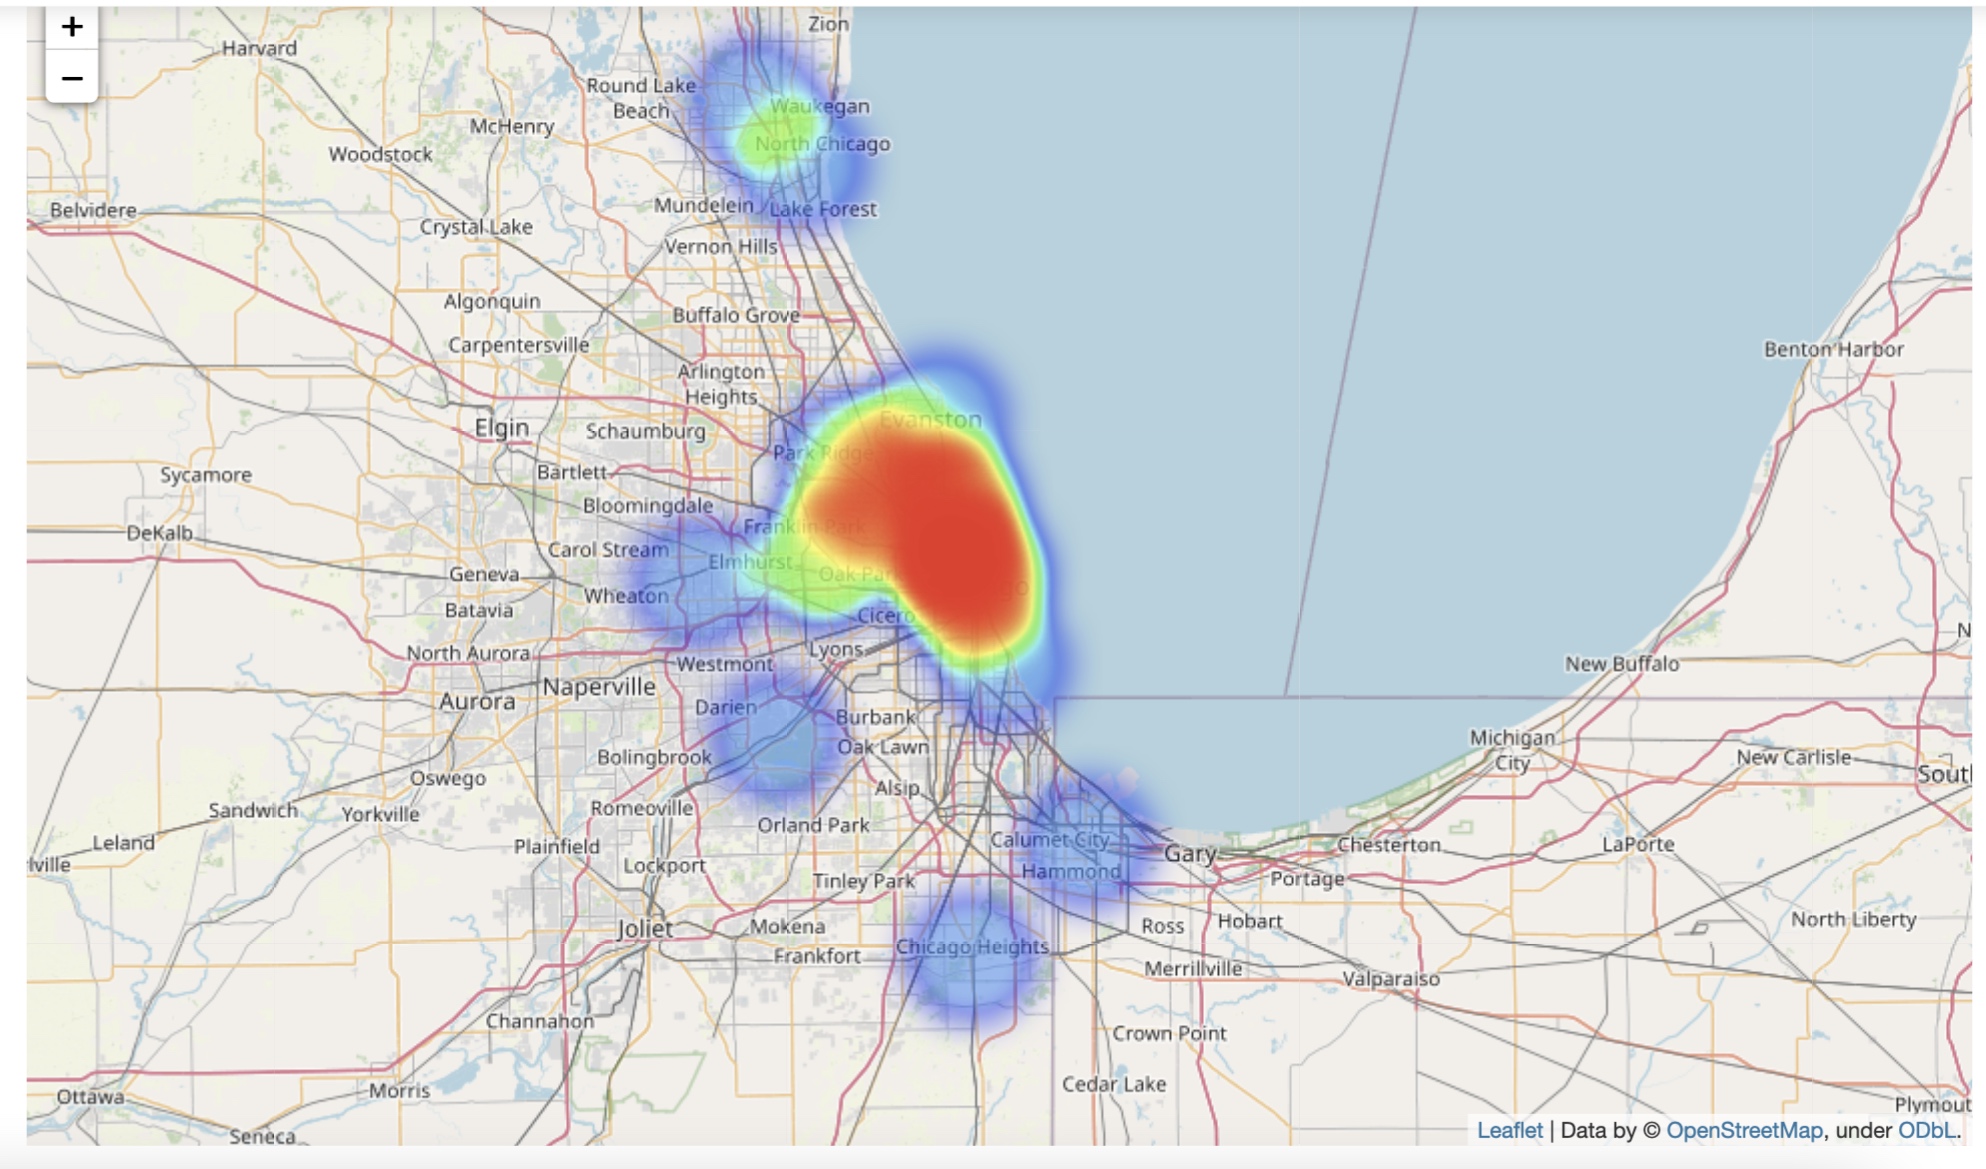 +
−
Zion
Harvard
Round Lake
Beach
Waukegan
McHenry
North Chicago
Woodstock
Mundelein
Lake Forest
Belvidere
Crystal Lake
Vernon Hills
Algonquin
Buffalo Grove
Carpentersville
Benton Harbor
Arlington
Heights
Evanston
Elgin
Schaumburg
Park Ridge
Bartlett
Sycamore
Bloomingdale
Franklin Park
DeKalb
Carol Stream
Elmhurst
Geneva
Oak Par
Wheaton
Batavia
Cicero
North Aurora
Lyons
Westmont
New Buffalo
Naperville
Aurora
Darien
Burbank
Oak Lawn
Michigan
City
Bolingbrook
New Carlisle
Oswego
Alsip
South
Sandwich
Yorkville
Romeoville
Orland Park
Calumet City
Leland
Plainfield
Gary
Chesterton
LaPorte
lville
Lockport
Hammond
Tinley Park
Portage
Joliet
Mokena
Ross
Hobart
North Liberty
Chicago Heights
Frankfort
Merrillville
Valparaiso
Channahon
Crown Point
Cedar Lake
Morris
Ottawa
Plymout
Seneca
Leaflet | Data by © OpenStreetMap, under ODbL.